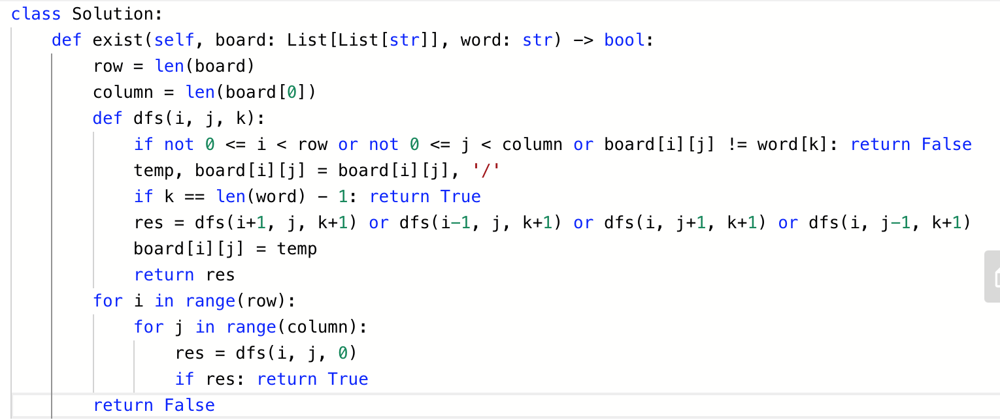 class Solution:
    def exist(self, board: List[List[str]], word: str) -> bool:
        row = len(board)
        column = len(board[0])
        def dfs(i, j, k):
            if not 0 <= i < row or not 0 <= j < column or board[i][j] != word[k]: return False
            temp, board[i][j] = board[i][j], '/'
            if k == len(word) - 1: return True
            res = dfs(i+1, j, k+1) or dfs(i-1, j, k+1) or dfs(i, j+1, k+1) or dfs(i, j-1, k+1)
            board[i][j] = temp
            return res
        for i in range(row):
            for j in range(column):
                res = dfs(i, j, 0)
                if res: return True
        return False